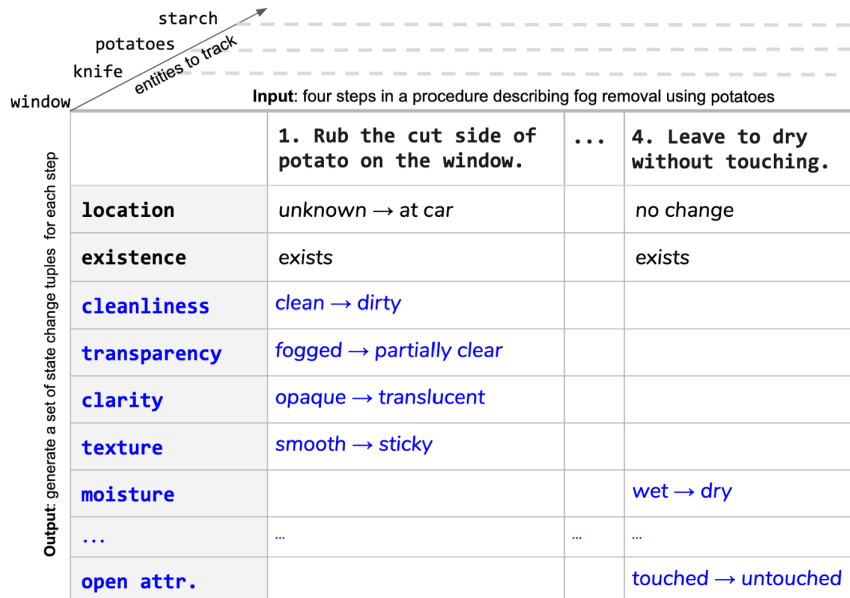 starch
potatoes
knife
window
entities to track
Input: four steps in a procedure describing fog removal using potatoes
Output: generate a set of state change tuples for each step
1. Rub the cut side of potato on the window.
...
4. Leave to dry without touching.
location
unknown → at car
no change
existence
exists
exists
cleanliness
clean → dirty
transparency
fogged → partially clear
clarity
opaque → translucent
texture
smooth → sticky
moisture
wet → dry
...
...
...
...
open attr.
touched → untouched